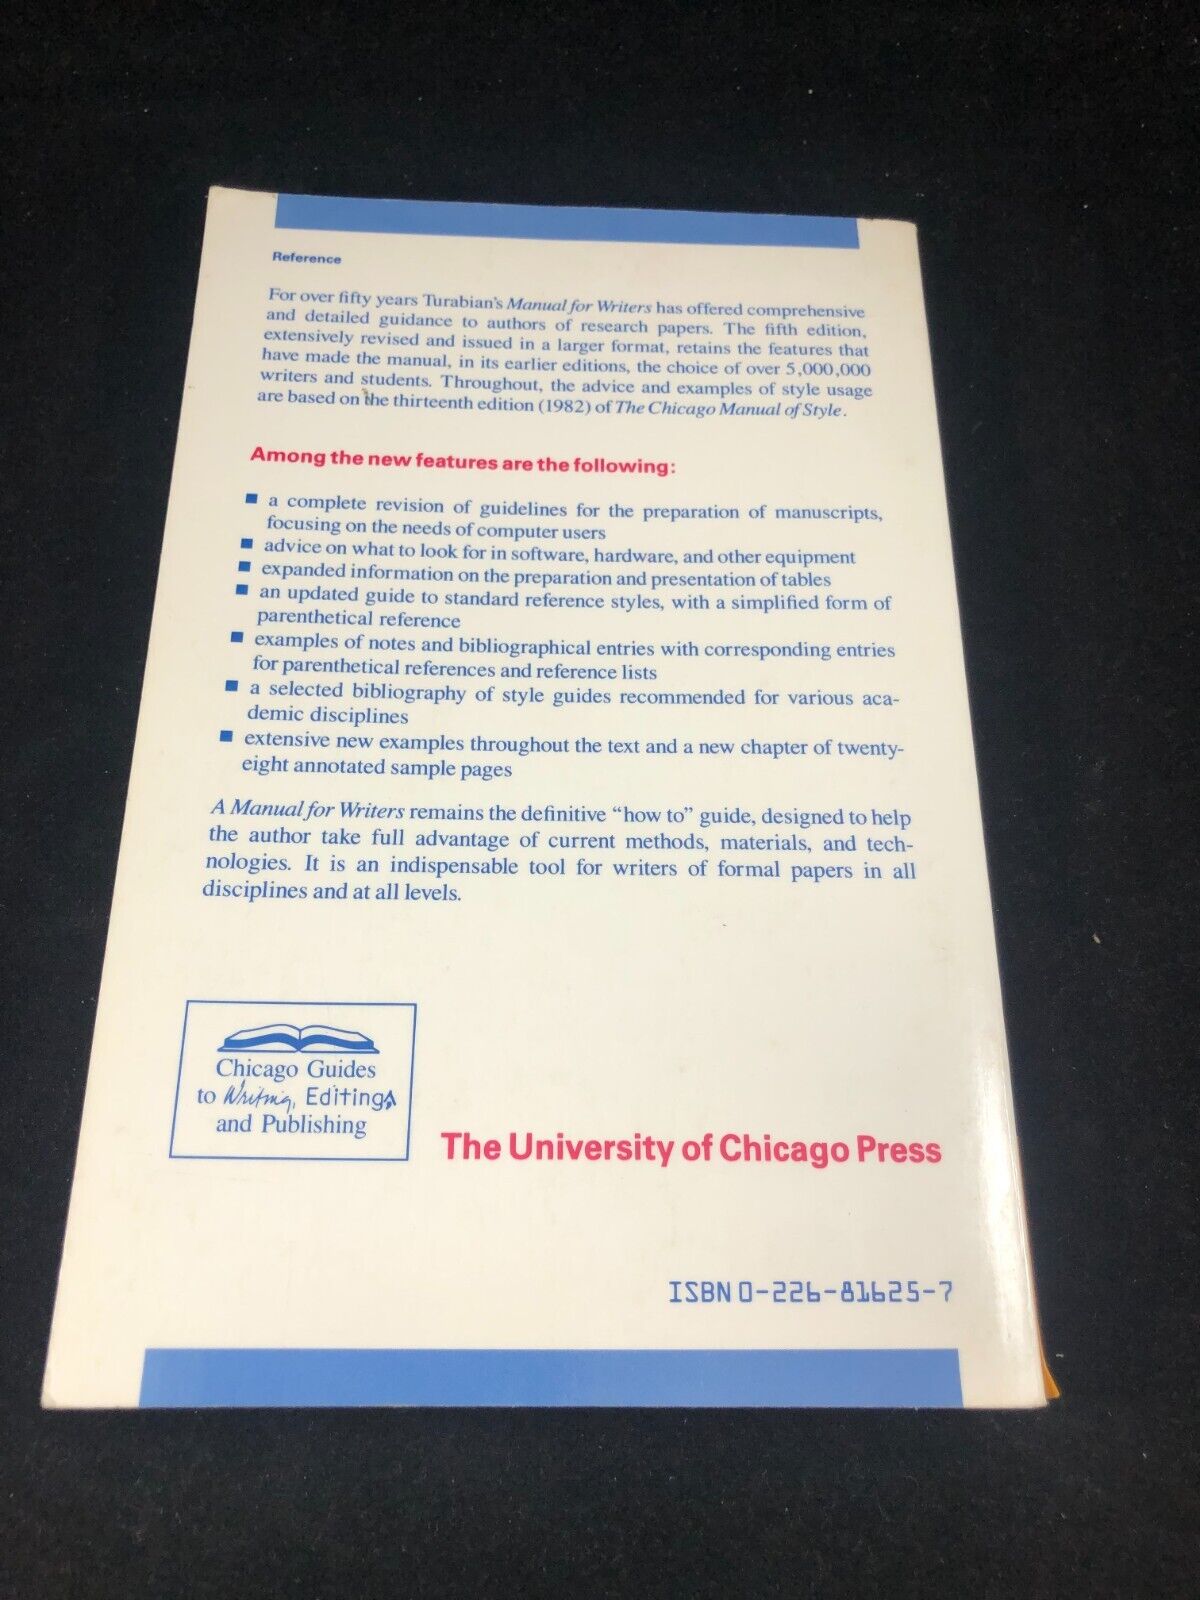 Reference
For over fifty years Turabian's Manual for Writers has offered comprehensive
and detailed guidance to authors of research papers. The fifth edition,
extensively revised and issued in a larger format, retains the features that
have made the manual, in its earlier editions, the choice of over 5,000,000
writers and students. Throughout, the advice and examples of style usage
are based on the thirteenth edition (1982) of The Chicago Manual of Style.
Among the new features are the following:
■ a complete revision of guidelines for the preparation of manuscripts,
focusing on the needs of computer users
■ advice on what to look for in software, hardware, and other equipment
■ expanded information on the preparation and presentation of tables
■ an updated guide to standard reference styles, with a simplified form of
parenthetical reference
■ examples of notes and bibliographical entries with corresponding entries
for parenthetical references and reference lists
■ a selected bibliography of style guides recommended for various aca-
demic disciplines
■ extensive new examples throughout the text and a new chapter of twenty-
eight annotated sample pages
A Manual for Writers remains the definitive "how to" guide, designed to help
the author take full advantage of current methods, materials, and tech-
nologies. It is an indispensable tool for writers of formal papers in all
disciplines and at all levels.
Chicago Guides
to Writing, Editing,
and Publishing
The University of Chicago Press
ISBN 0-226-81625-7